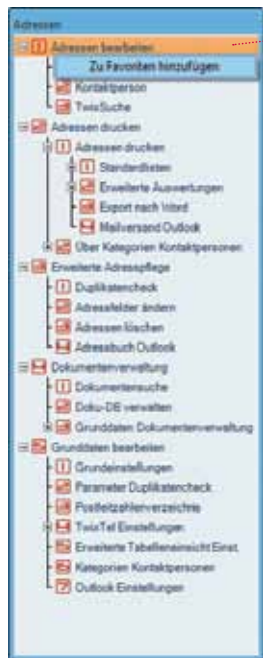 Adressen
Adressen bearbeiten
Zu Favoriten hinzufügen
Kontaktperson
TwixSuche
Adressen drucken
Adressen drucken
Standardlisten
Erweiterte Auswertungen
Export nach Word
Mailversand Outlook
Über Kategorien Kontaktpersonen
Erweiterte Adresspflege
Duplikatencheck
Adressfelder ändern
Adressen löschen
Adressbuch Outlook
Dokumentenverwaltung
Dokumentensuche
Doku-DE verwalten
Grunddaten Dokumentenverwaltung
Grunddaten bearbeiten
Grundeinstellungen
Parameter Duplikatencheck
Postleitzahlenverzeichnis
TwixTel Einstellungen
Erweiterte Tabelleneinsicht Einst.
Kategorien Kontaktpersonen
Outlook Einstellungen